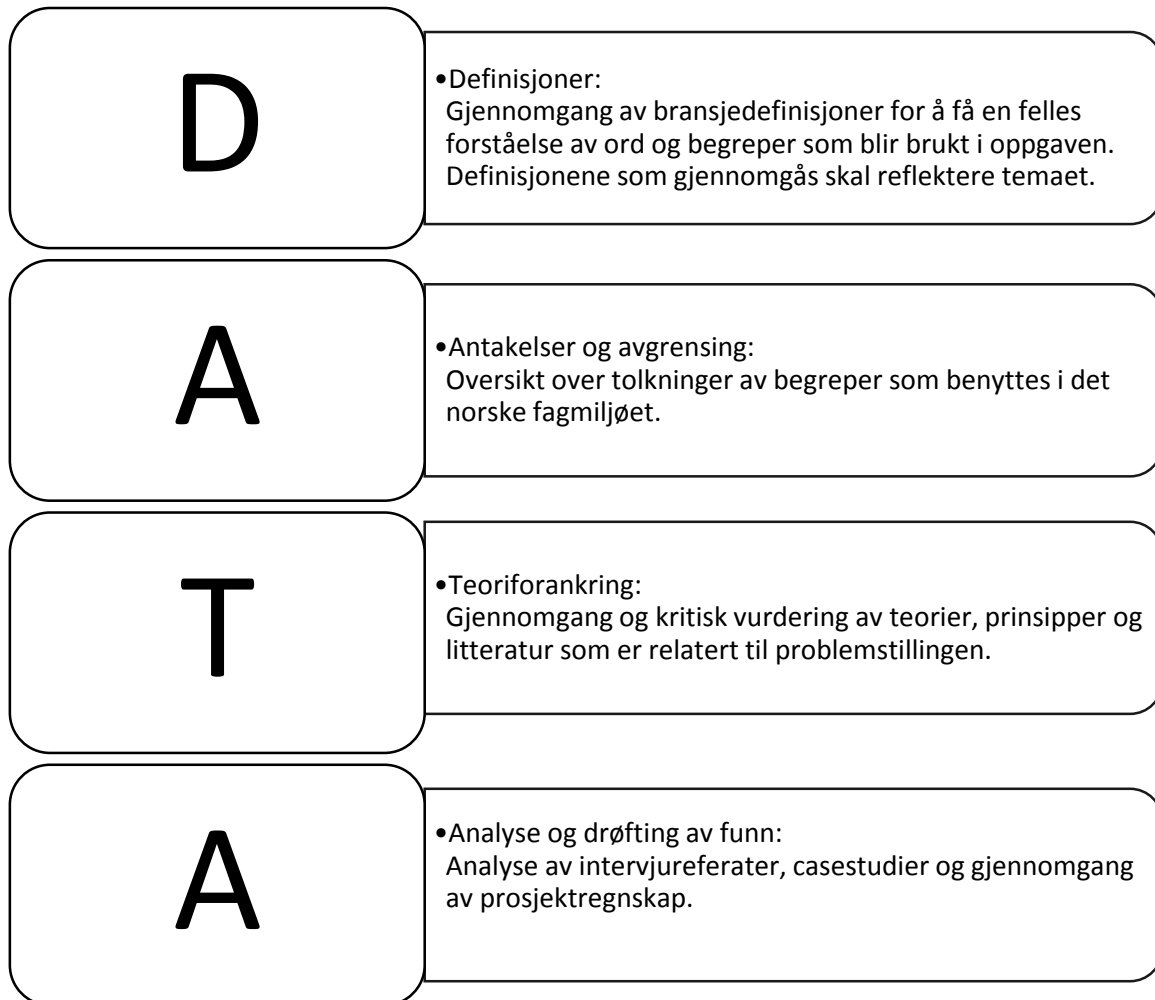 D
•Definisjoner:
Gjennomgang av bransjedefinisjoner for å få en felles
forståelse av ord og begreper som blir brukt i oppgaven.
Definisjonene som gjennomgås skal reflektere temaet.
A
•Antakelser og avgrensing:
Oversikt over tolkninger av begreper som benyttes i det
norske fagmiljøet.
T
•Teoriforankring:
Gjennomgang og kritisk vurdering av teorier, prinsipper og
litteratur som er relatert til problemstillingen.
A
•Analyse og drøfting av funn:
Analyse av intervjureferater, casestudier og gjennomgang
av prosjektregnskap.